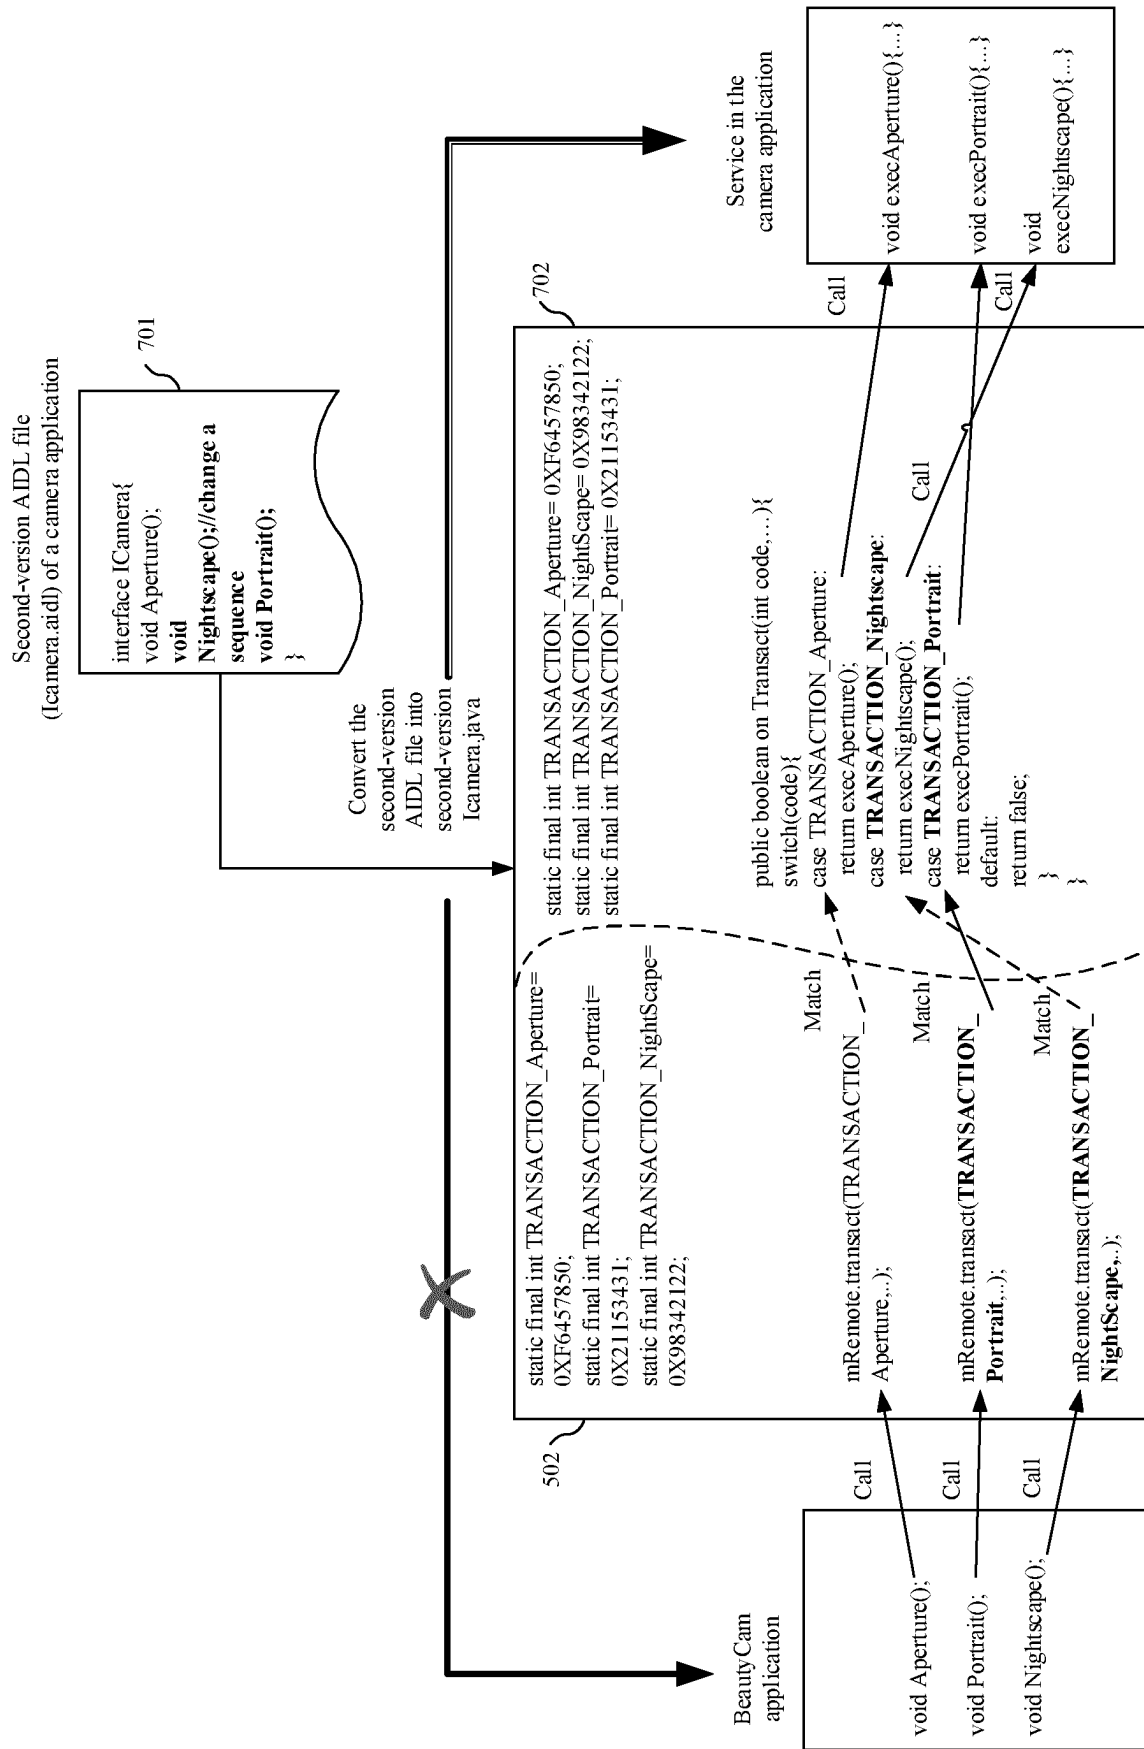 Second-version AIDL file
(Icamera.aidl) of a camera application
701
interface ICamera{
void Aperture();
void
Nightscape();//change a
sequence
void Portrait();
}
Convert the
second-version
AIDL file into
second-version
Icamera.java
BeautyCam
application
void Aperture();
void Portrait();
void Nightscape();
Call
Call
Call
502
static final int TRANSACTION_Aperture=
0XF6457850;
static final int TRANSACTION_Portrait=
0X21153431;
static final int TRANSACTION_NightScape=
0X98342122;
mRemote.transact(TRANSACTION_
Aperture,...);
mRemote.transact(TRANSACTION_
Portrait,...);
mRemote.transact(TRANSACTION_
NightScape,...);
Match
Match
Match
702
static final int TRANSACTION_Aperture= 0XF6457850;
static final int TRANSACTION_NightScape= 0X98342122;
static final int TRANSACTION_Portrait= 0X21153431;
public boolean on Transact(int code,...){
switch(code){
case TRANSACTION_Aperture:
return execAperture();
case TRANSACTION_Nightscape:
return execNightscape();
case TRANSACTION_Portrait:
return execPortrait();
default:
return false;
}
}
Call
Call
Call
Service in the
camera application
void execAperture(){...}
void execPortrait(){...}
void
execNightscape(){...}